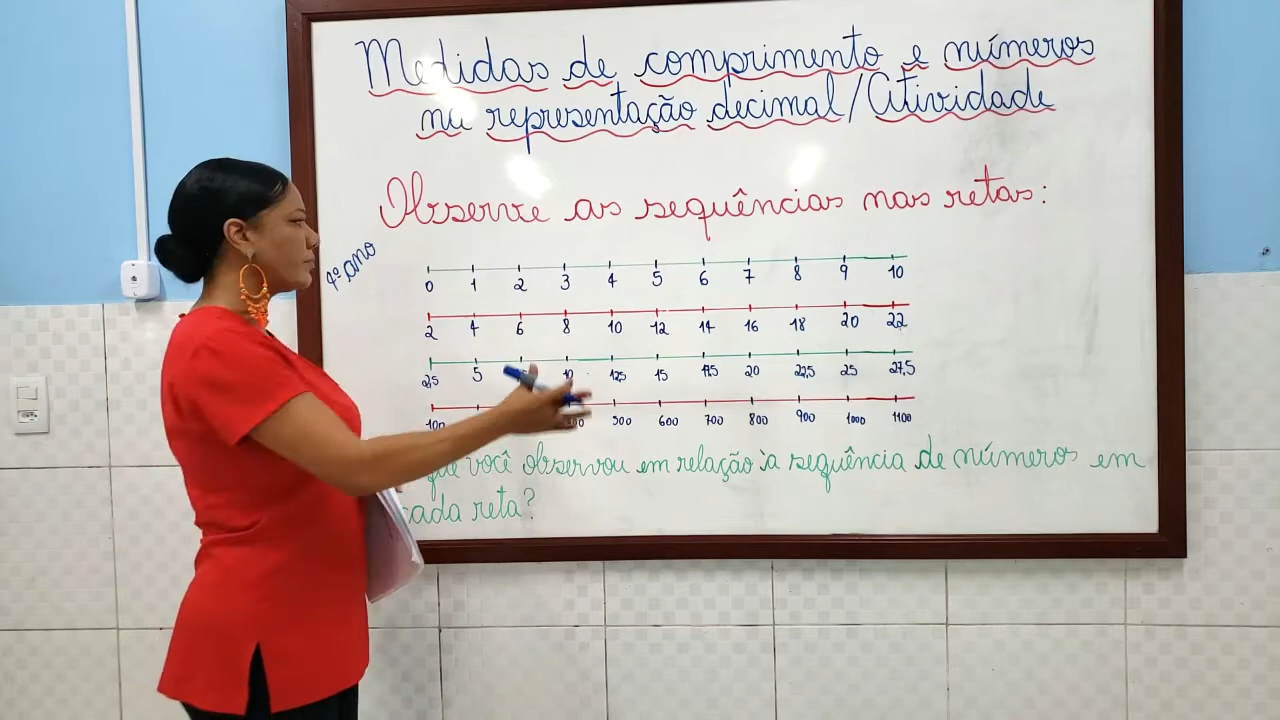 Medidas de comprimento e números
na representação decimal/Atividade
Observe as sequências nas retas:
4º ano
0 1 2 3 4 5 6 7 8 9 10
2 4 6 8 10 12 14 16 18 20 22
2,5 5 10 12,5 15 17,5 20 22,5 25 27,5
100 500 600 700 800 900 1000 1100
que você observou em relação à sequência de números em
cada reta?